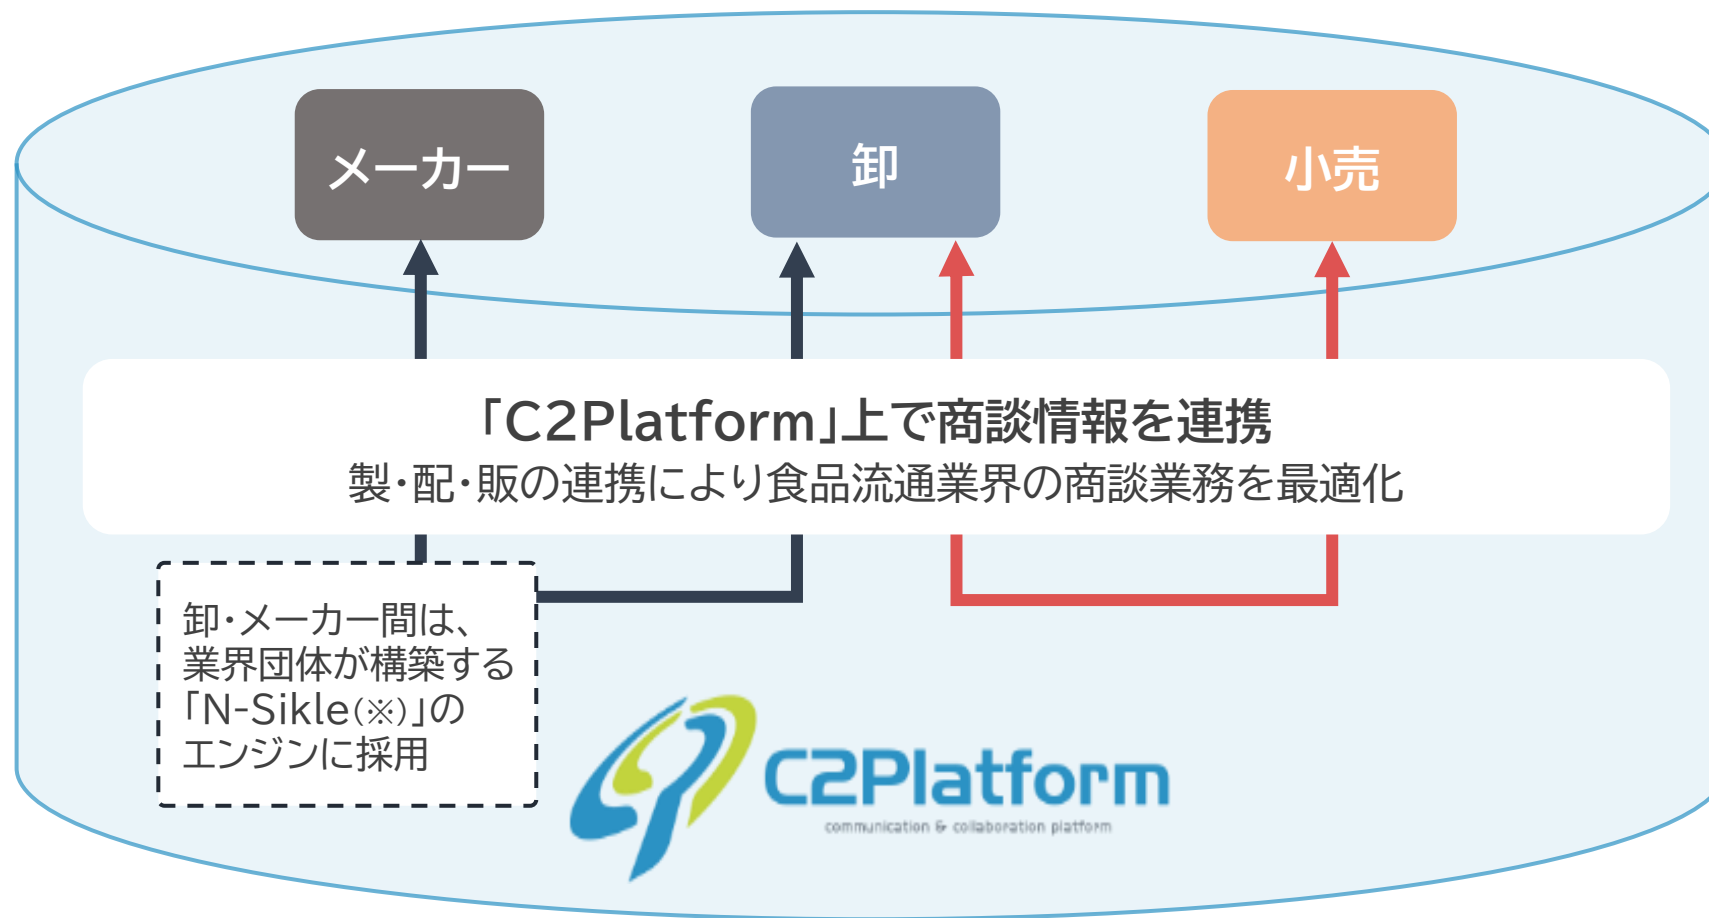 メーカー
卸
小売
「C2Platform」上で商談情報を連携
製・配・販の連携により食品流通業界の商談業務を最適化
卸・メーカー間は、
業界団体が構築する
「N-Sikle(※)」の
エンジンに採用
C2Platform
communication & collaboration platform